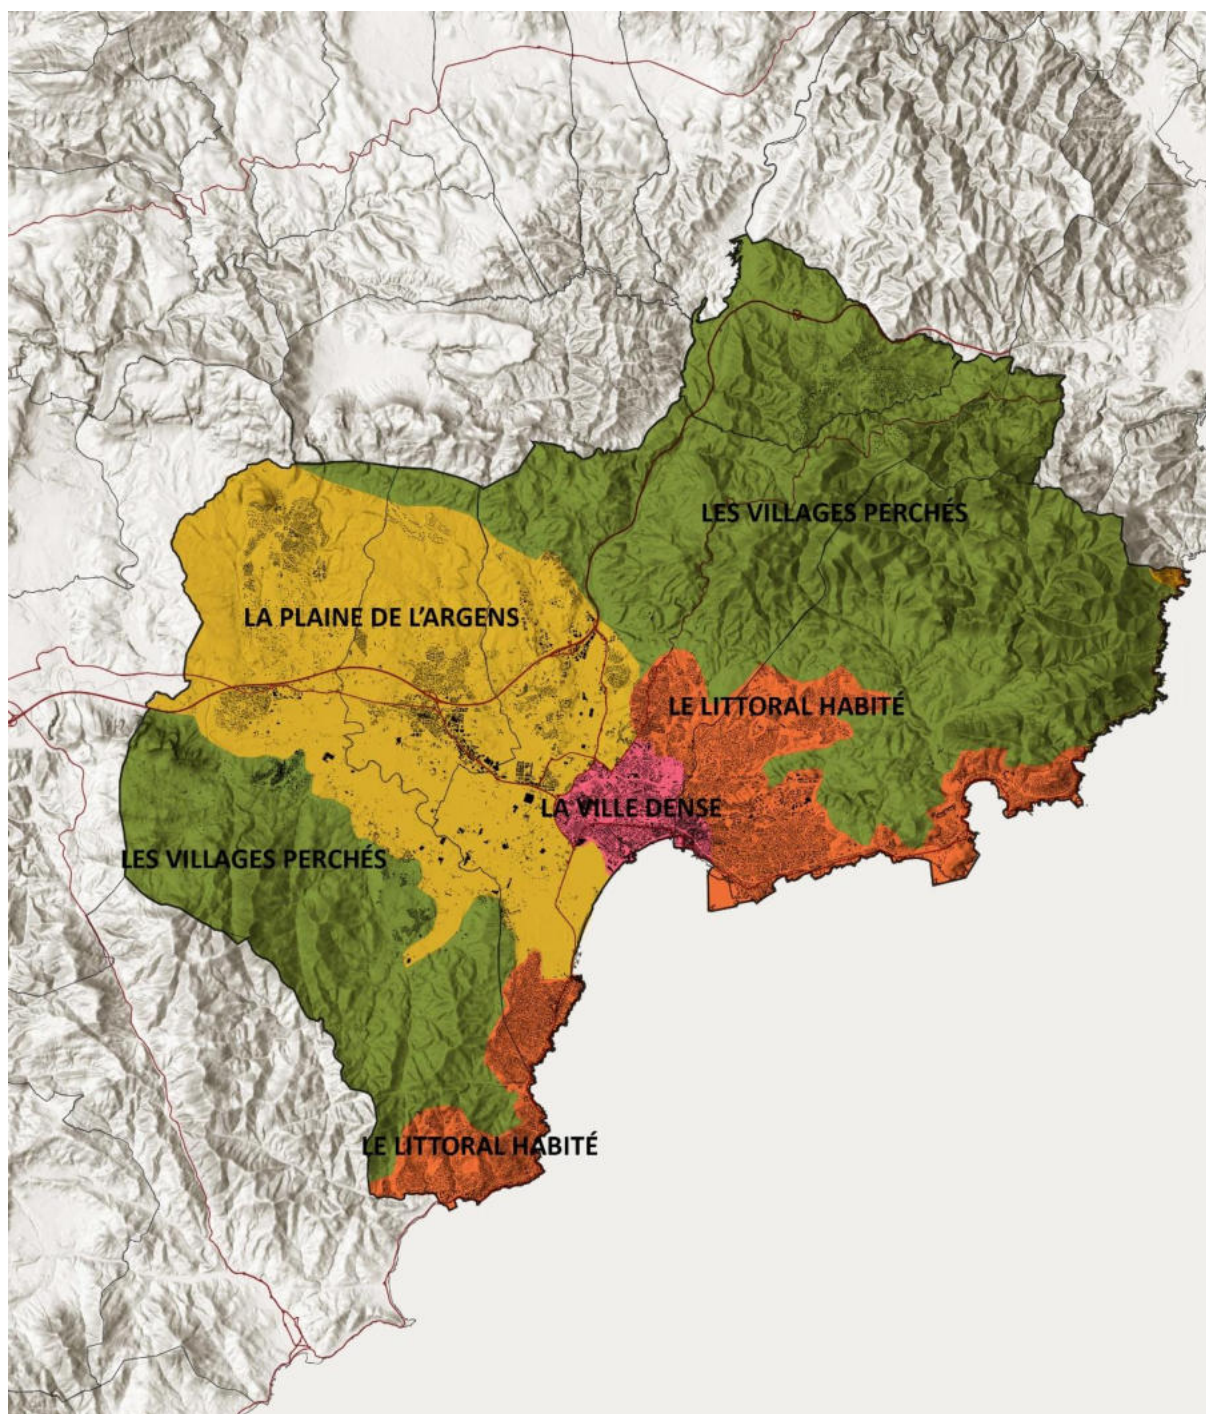 LES VILLAGES PERCHÉS
LA PLAINE DE L'ARGENS
LE LITTORAL HABITÉ
LA VILLE DENSE
LES VILLAGES PERCHÉS
LE LITTORAL HABITÉ